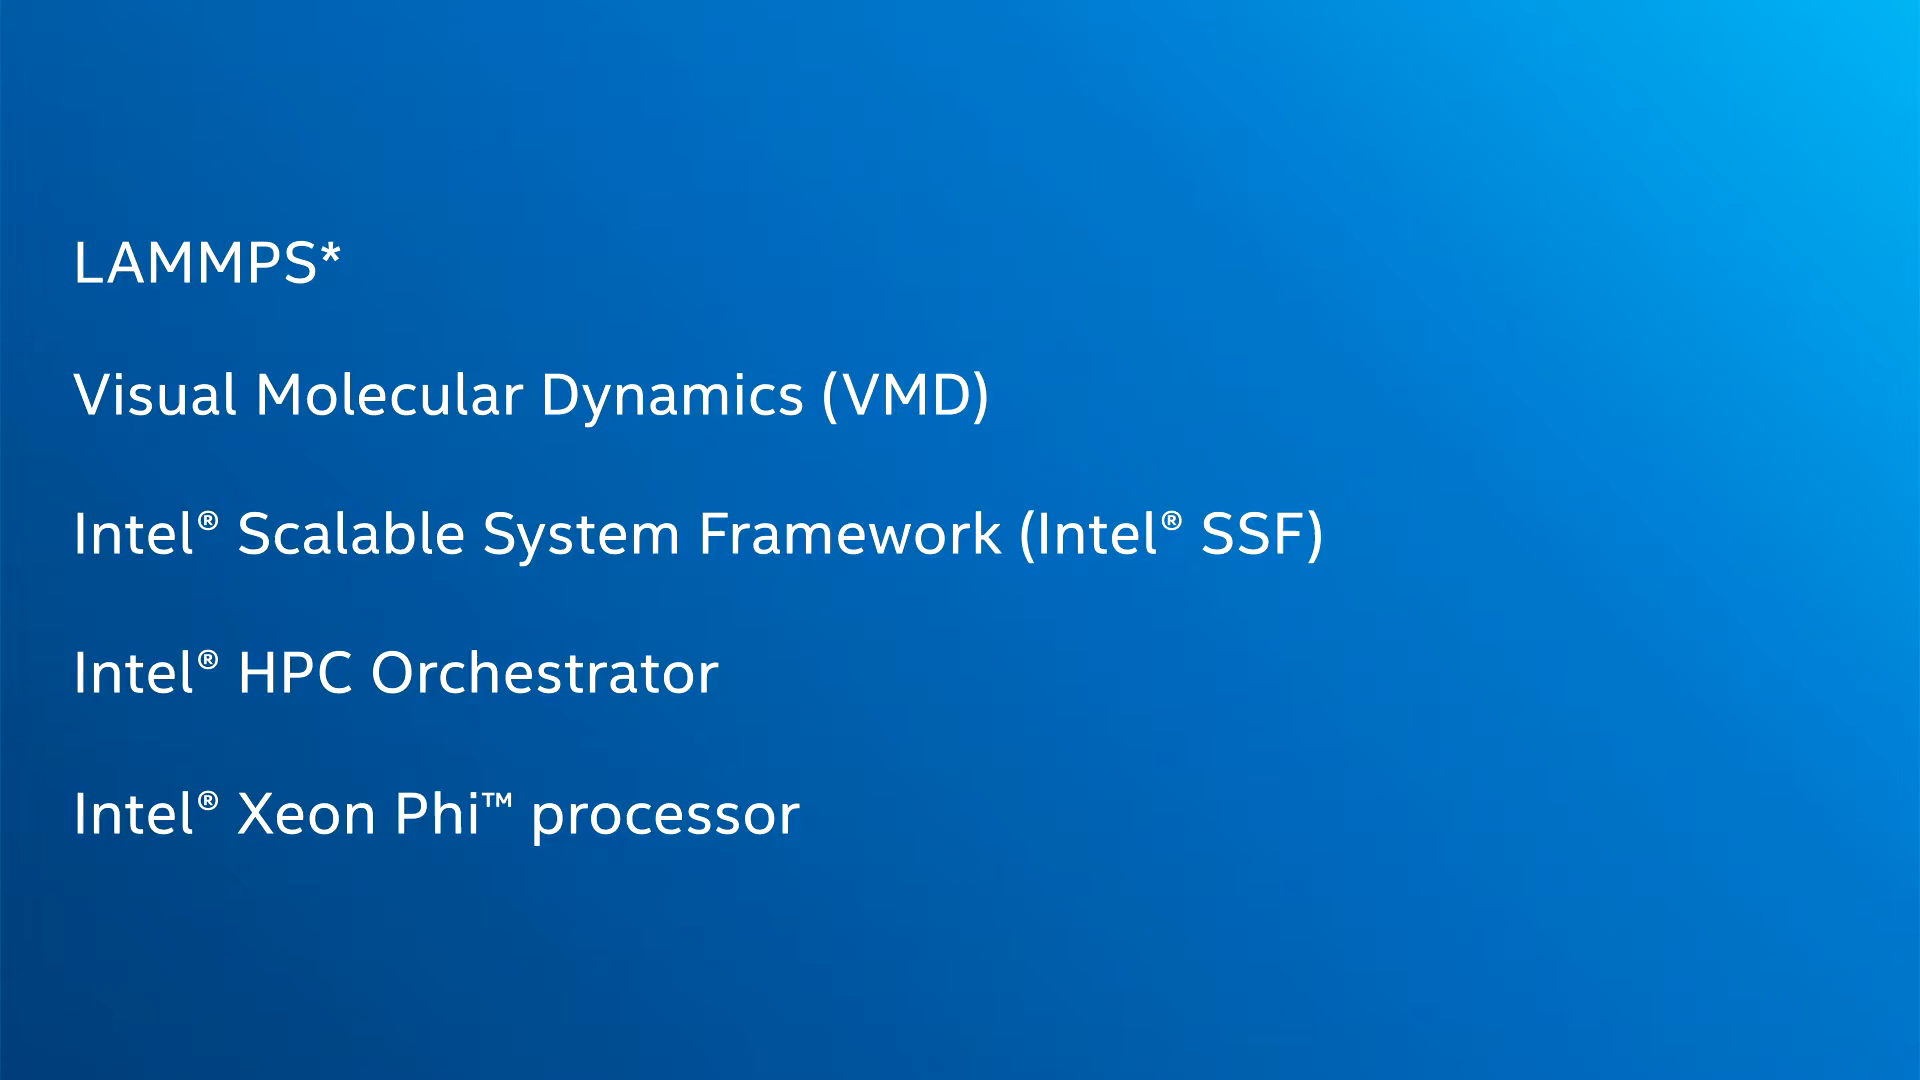 LAMMPS*
Visual Molecular Dynamics (VMD)
Intel® Scalable System Framework (Intel® SSF)
Intel® HPC Orchestrator
Intel® Xeon Phi™ processor